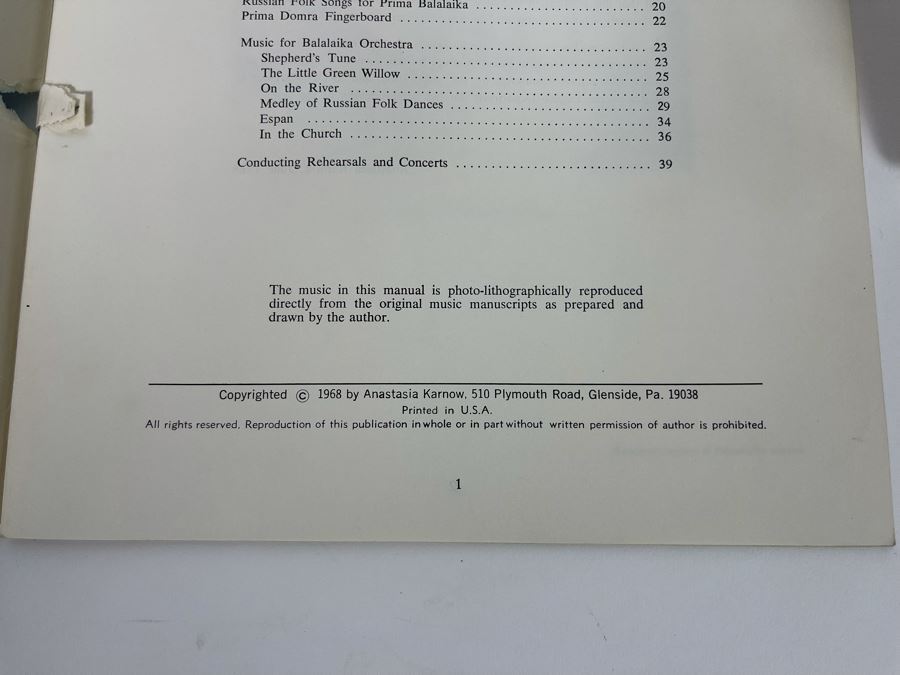 Russian Folk Songs for Prima Balalaika ........................... 20
Prima Domra Fingerboard ...................................... 22
Music for Balalaika Orchestra ..................................... 23
Shepherd's Tune ........................................... 23
The Little Green Willow ..................................... 25
On the River .............................................. 28
Medley of Russian Folk Dances ............................... 29
Espan .................................................... 34
In the Church .............................................. 36
Conducting Rehearsals and Concerts .............................. 39
The music in this manual is photo-lithographically reproduced
directly from the original music manuscripts as prepared and
drawn by the author.
Copyrighted © 1968 by Anastasia Karnow, 510 Plymouth Road, Glenside, Pa. 19038
Printed in U.S.A.
All rights reserved. Reproduction of this publication in whole or in part without written permission of author is prohibited.
1